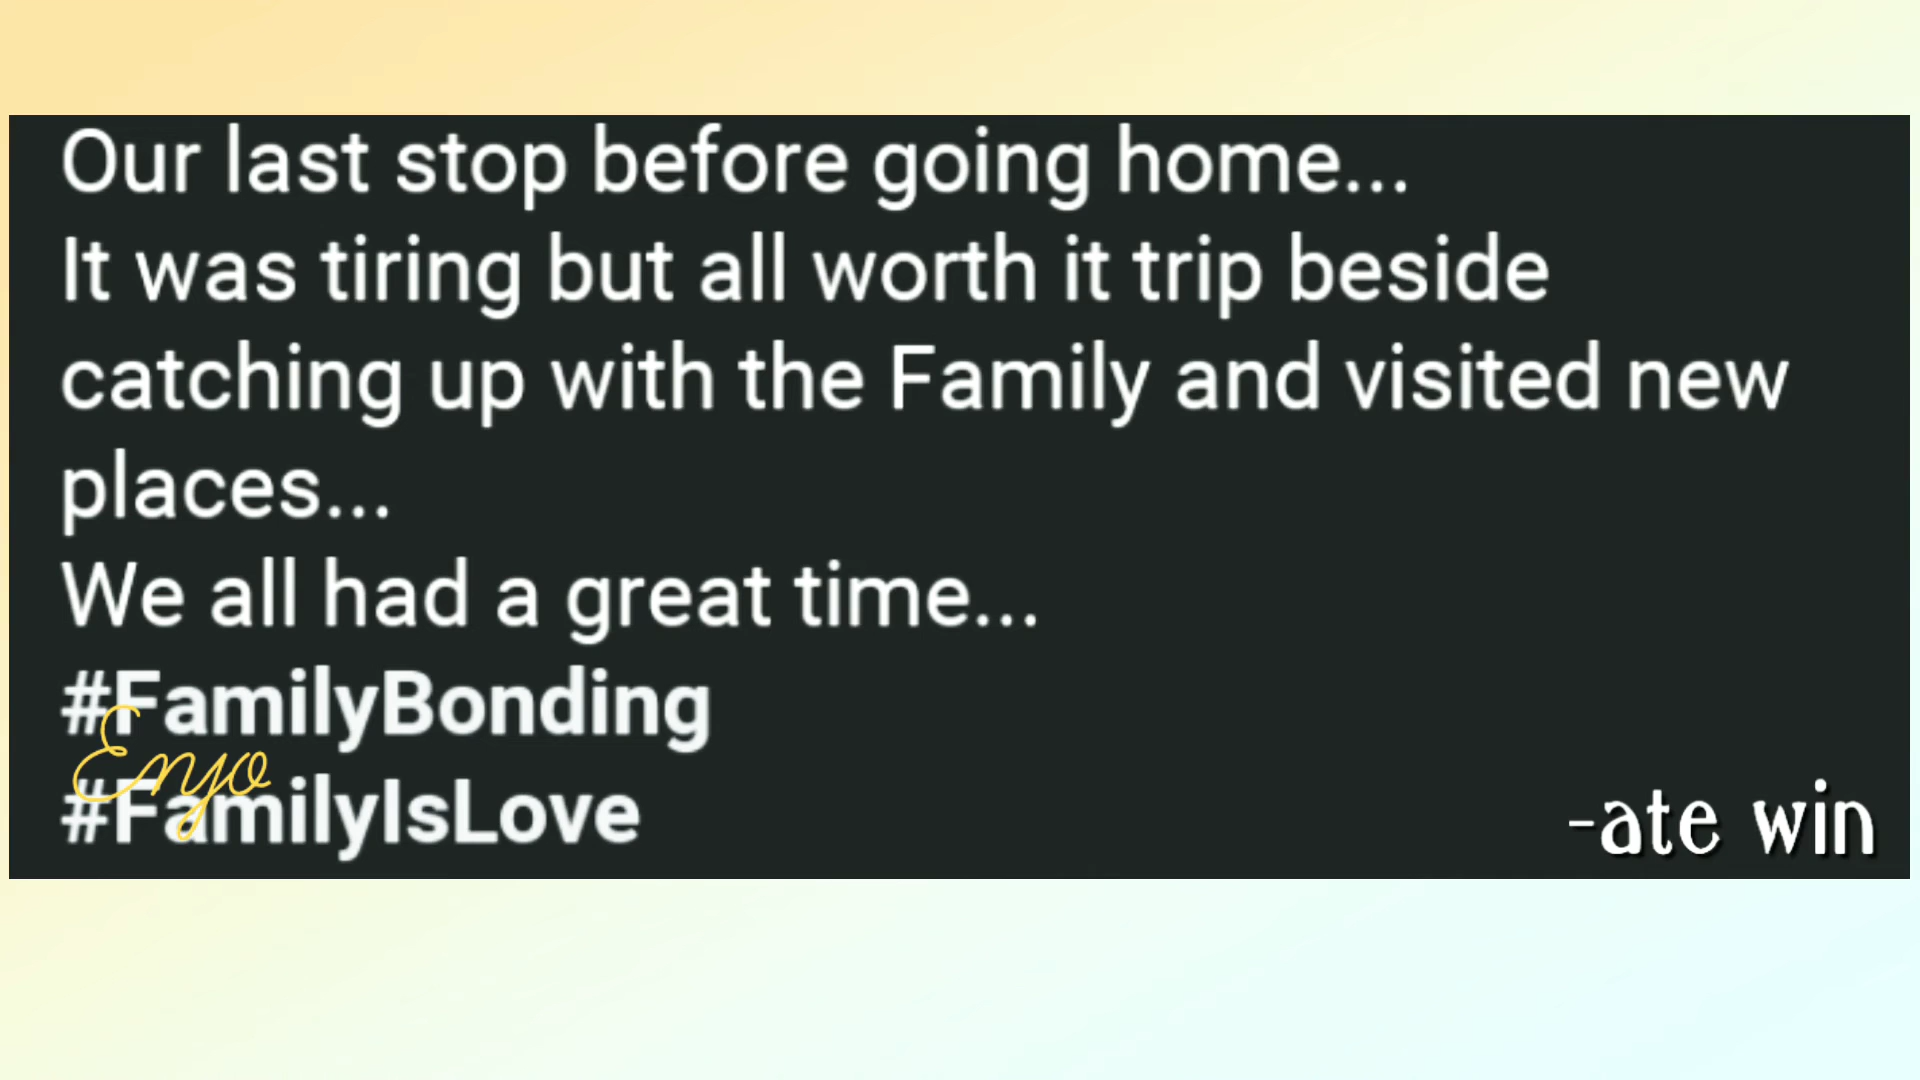 Our last stop before going home...
It was tiring but all worth it trip beside
catching up with the Family and visited new
places...
We all had a great time...
#FamilyBonding
Enjo
#FamilyIsLove
-ate win